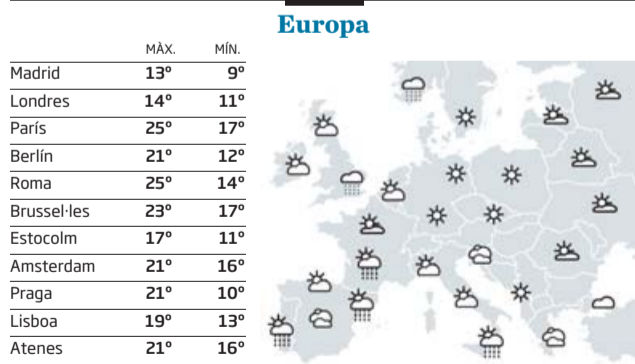 Europa
MÀX. MÍN.
Madrid 13º 9º
Londres 14º 11º
París 25º 17º
Berlín 21º 12º
Roma 25º 14º
Brussel·les 23º 17º
Estocolm 17º 11º
Amsterdam 21º 16º
Praga 21º 10º
Lisboa 19º 13º
Atenes 21º 16º